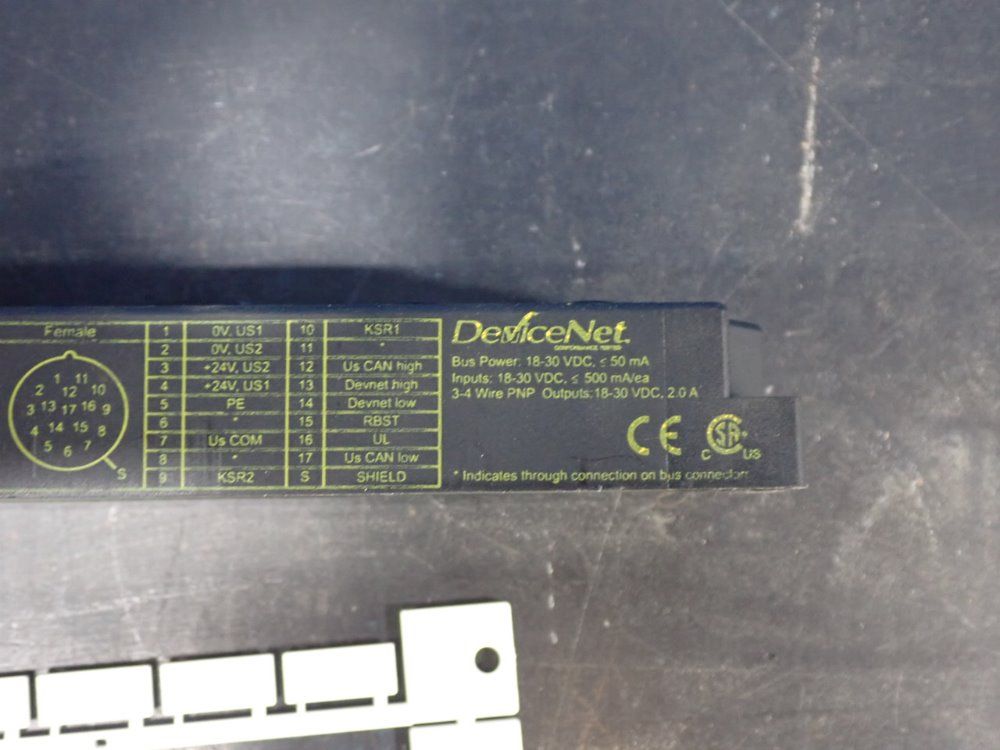 Female
1 11
2 12 10
3 13 17 16 9
4 14 15 8
5 6 7
S
1 0V, US1 10 KSR1
2 0V, US2 11 *
3 +24V, US2 12 Us CAN high
4 +24V, US1 13 Devnet high
5 PE 14 Devnet low
6 * 15 RBST
7 Us COM 16 UL
8 * 17 Us CAN low
9 KSR2 S SHIELD
DeviceNet.
CONFORMANCE TESTED
Bus Power: 18-30 VDC, ≤ 50 mA
Inputs: 18-30 VDC, ≤ 500 mA/ea
3-4 Wire PNP Outputs:18-30 VDC, 2.0 A
CE
C SA US
* Indicates through connection on bus connector